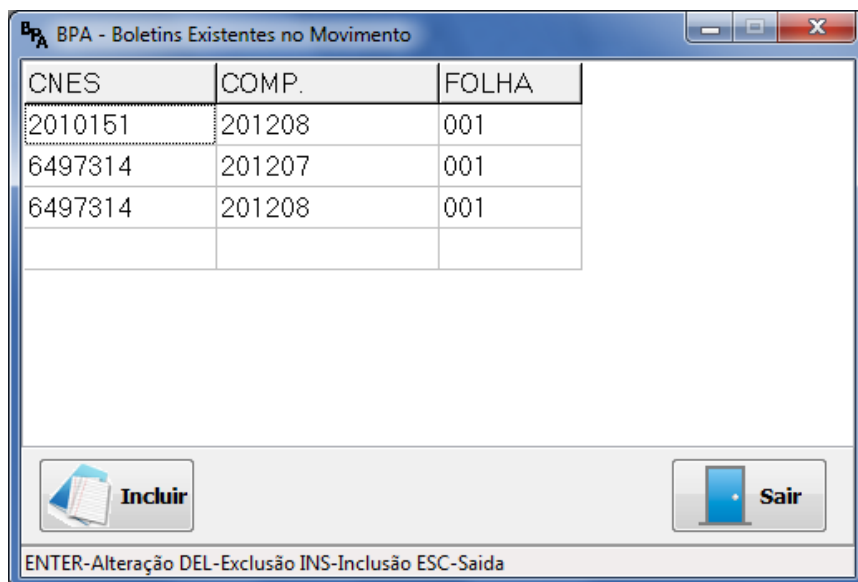 BPA BPA - Boletins Existentes no Movimento
CNES COMP. FOLHA
2010151 201208 001
6497314 201207 001
6497314 201208 001
Incluir Sair
ENTER-Alteração DEL-Exclusão INS-Inclusão ESC-Saida